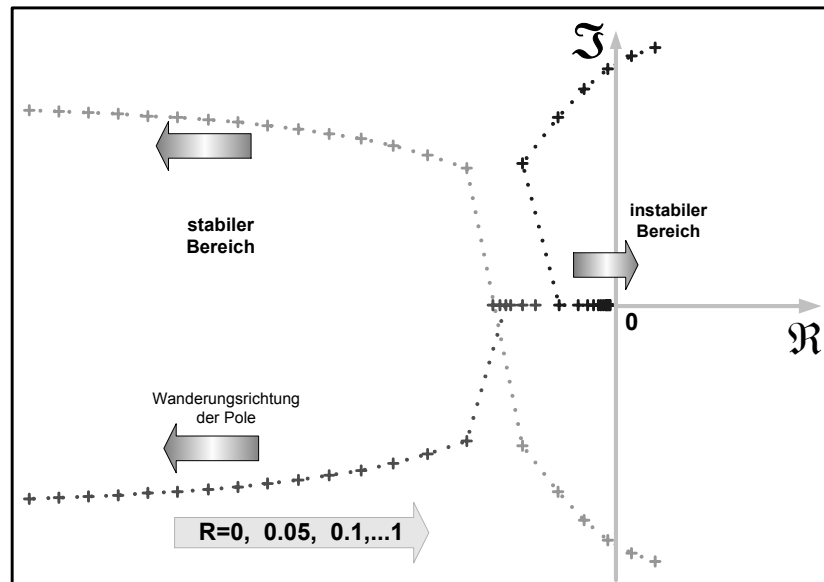 ℑ
stabiler
Bereich
instabiler
Bereich
0
ℜ
Wanderungsrichtung
der Pole
R=0, 0.05, 0.1,...1